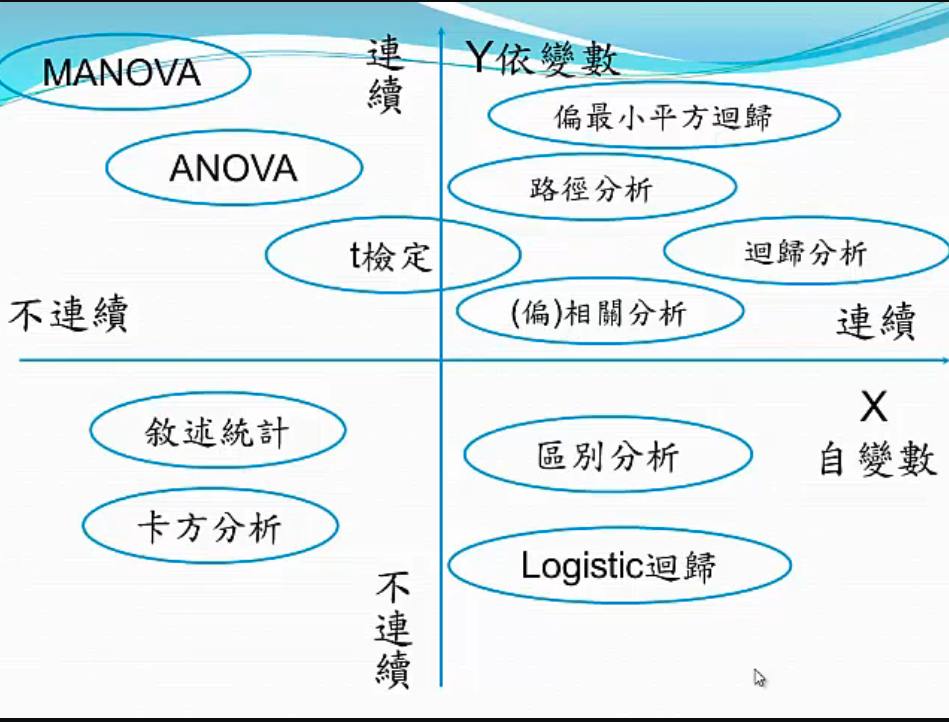 MANOVA
連續
Y依變數
偏最小平方迴歸
ANOVA
路徑分析
t檢定
迴歸分析
不連續
(偏)相關分析
連續
敘述統計
X
自變數
區別分析
卡方分析
Logistic迴歸
不連續